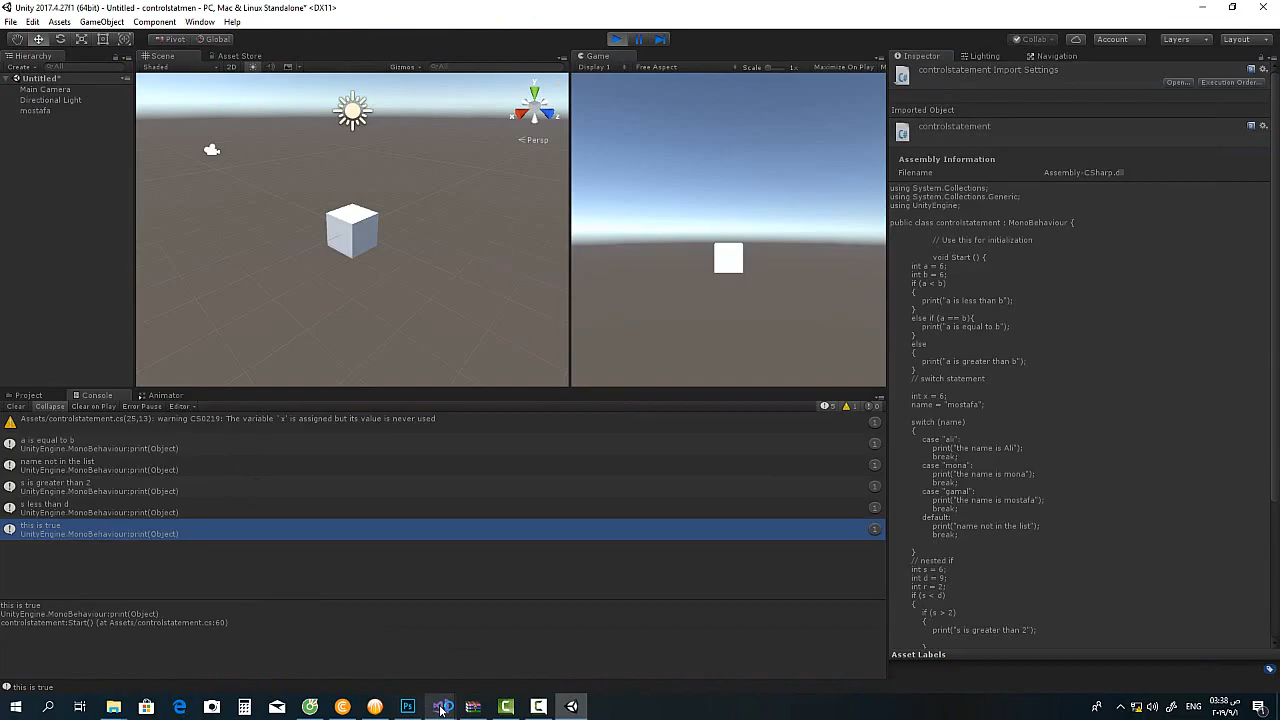 Unity 2017.4.27f1 (64bit) - Untitled - controlstatmen - PC, Mac & Linux Standalone* <DX11>
File Edit Assets GameObject Component Window Help
Pivot Global Collab Account Layers Layout
Hierarchy Scene Asset Store Game Inspector Lighting Navigation
Create All Shaded 2D Gizmos All Display 1 Free Aspect Scale 1x Maximize On Play M
controlstatement Import Settings
Open... Execution Order...
Untitled*
Main Camera
Directional Light
mostafa
y
x z
Persp
Imported Object
controlstatement
Assembly Information
Filename Assembly-CSharp.dll
using System.Collections;
using System.Collections.Generic;
using UnityEngine;
public class controlstatement : MonoBehaviour {
// Use this for initialization
void Start () {
int a = 6;
int b = 6;
if (a < b)
{
print("a is less than b");
}
else if (a == b){
print("a is equal to b");
}
else
{
print("a is greater than b");
}
// switch statement
int x = 6;
name = "mostafa";
switch (name)
{
case "ali":
print("the name is Ali");
break;
case "mona":
print("the name is mona");
break;
case "gamal":
print("the name is mostafa");
break;
default:
print("name not in the list");
break;
}
// nested if
int s = 6;
int d = 9;
int r = 2;
if (s < d)
{
if (s > 2)
{
print("s is greater than 2");
}
Asset Labels
Project Console Animator
Clear Collapse Clear on Play Error Pause Editor 5 1 0
Assets/controlstatement.cs(25,13): warning CS0219: The variable `x' is assigned but its value is never used 1
a is equal to b
UnityEngine.MonoBehaviour:print(Object) 1
name not in the list
UnityEngine.MonoBehaviour:print(Object) 1
s is greater than 2
UnityEngine.MonoBehaviour:print(Object) 1
s less than d
UnityEngine.MonoBehaviour:print(Object) 1
this is true
UnityEngine.MonoBehaviour:print(Object) 1
this is true
UnityEngine.MonoBehaviour:print(Object)
controlstatement:Start() (at Assets/controlstatement.cs:60)
this is true
Ps
03:38 ص